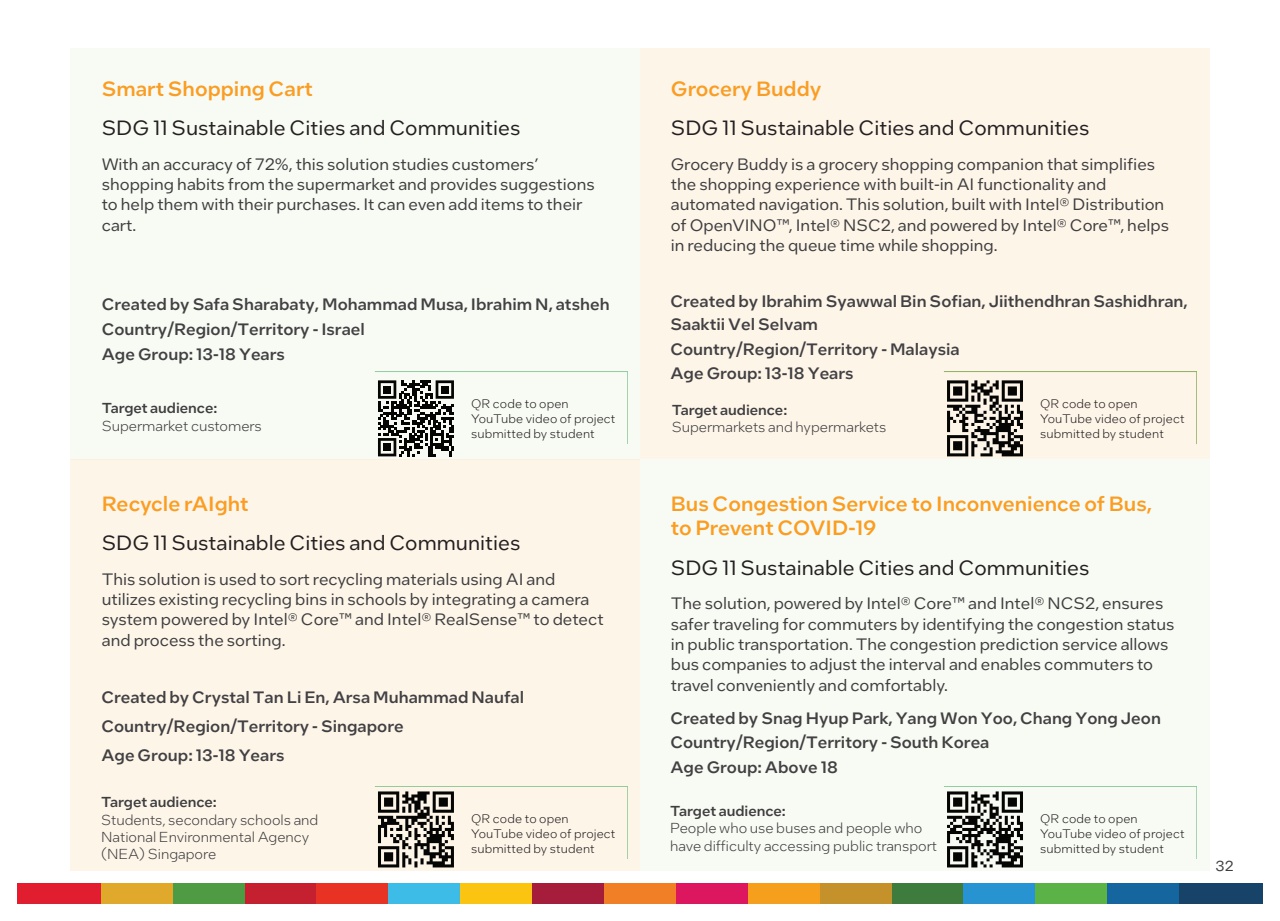 Smart Shopping Cart
SDG 11 Sustainable Cities and Communities
With an accuracy of 72%, this solution studies customers’
shopping habits from the supermarket and provides suggestions
to help them with their purchases. It can even add items to their
cart.
Created by Safa Sharabaty, Mohammad Musa, Ibrahim N, atsheh
Country/Region/Territory - Israel
Age Group: 13-18 Years
Target audience:
Supermarket customers
QR code to open
YouTube video of project
submitted by student
Grocery Buddy
SDG 11 Sustainable Cities and Communities
Grocery Buddy is a grocery shopping companion that simplifies
the shopping experience with built-in AI functionality and
automated navigation. This solution, built with Intel® Distribution
of OpenVINO™, Intel® NSC2, and powered by Intel® Core™, helps
in reducing the queue time while shopping.
Created by Ibrahim Syawwal Bin Sofian, Jiithendhran Sashidhran,
Saaktii Vel Selvam
Country/Region/Territory - Malaysia
Age Group: 13-18 Years
Target audience:
Supermarkets and hypermarkets
QR code to open
YouTube video of project
submitted by student
Recycle rAIght
SDG 11 Sustainable Cities and Communities
This solution is used to sort recycling materials using AI and
utilizes existing recycling bins in schools by integrating a camera
system powered by Intel® Core™ and Intel® RealSense™ to detect
and process the sorting.
Created by Crystal Tan Li En, Arsa Muhammad Naufal
Country/Region/Territory - Singapore
Age Group: 13-18 Years
Target audience:
Students, secondary schools and
National Environmental Agency
(NEA) Singapore
QR code to open
YouTube video of project
submitted by student
Bus Congestion Service to Inconvenience of Bus,
to Prevent COVID-19
SDG 11 Sustainable Cities and Communities
The solution, powered by Intel® Core™ and Intel® NCS2, ensures
safer traveling for commuters by identifying the congestion status
in public transportation. The congestion prediction service allows
bus companies to adjust the interval and enables commuters to
travel conveniently and comfortably.
Created by Snag Hyup Park, Yang Won Yoo, Chang Yong Jeon
Country/Region/Territory - South Korea
Age Group: Above 18
Target audience:
People who use buses and people who
have difficulty accessing public transport
QR code to open
YouTube video of project
submitted by student
32